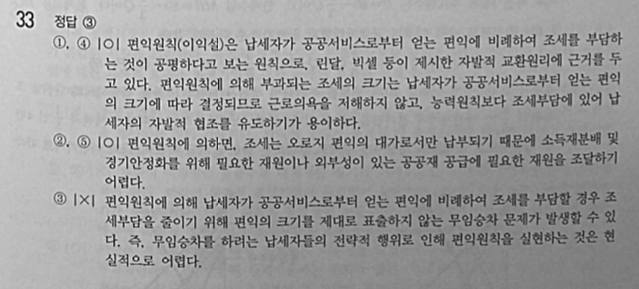 33 정답 ③
①, ④ |○| 편익원칙(이익설)은 납세자가 공공서비스로부터 얻는 편익에 비례하여 조세를 부담하
는 것이 공평하다고 보는 원칙으로, 린달, 빅셀 등이 제시한 자발적 교환원리에 근거를 두
고 있다. 편익원칙에 의해 부과되는 조세의 크기는 납세자가 공공서비스로부터 얻는 편익
의 크기에 따라 결정되므로 근로의욕을 저해하지 않고, 능력원칙보다 조세부담에 있어 납
세자의 자발적 협조를 유도하기가 용이하다.
②, ⑤ |○| 편익원칙에 의하면, 조세는 오로지 편익의 대가로서만 납부되기 때문에 소득재분배 및
경기안정화를 위해 필요한 재원이나 외부성이 있는 공공재 공급에 필요한 재원을 조달하기
어렵다.
③ |×| 편익원칙에 의해 납세자가 공공서비스로부터 얻는 편익에 비례하여 조세를 부담할 경우 조
세부담을 줄이기 위해 편익의 크기를 제대로 표출하지 않는 무임승차 문제가 발생할 수 있
다. 즉, 무임승차를 하려는 납세자들의 전략적 행위로 인해 편익원칙을 실현하는 것은 현
실적으로 어렵다.